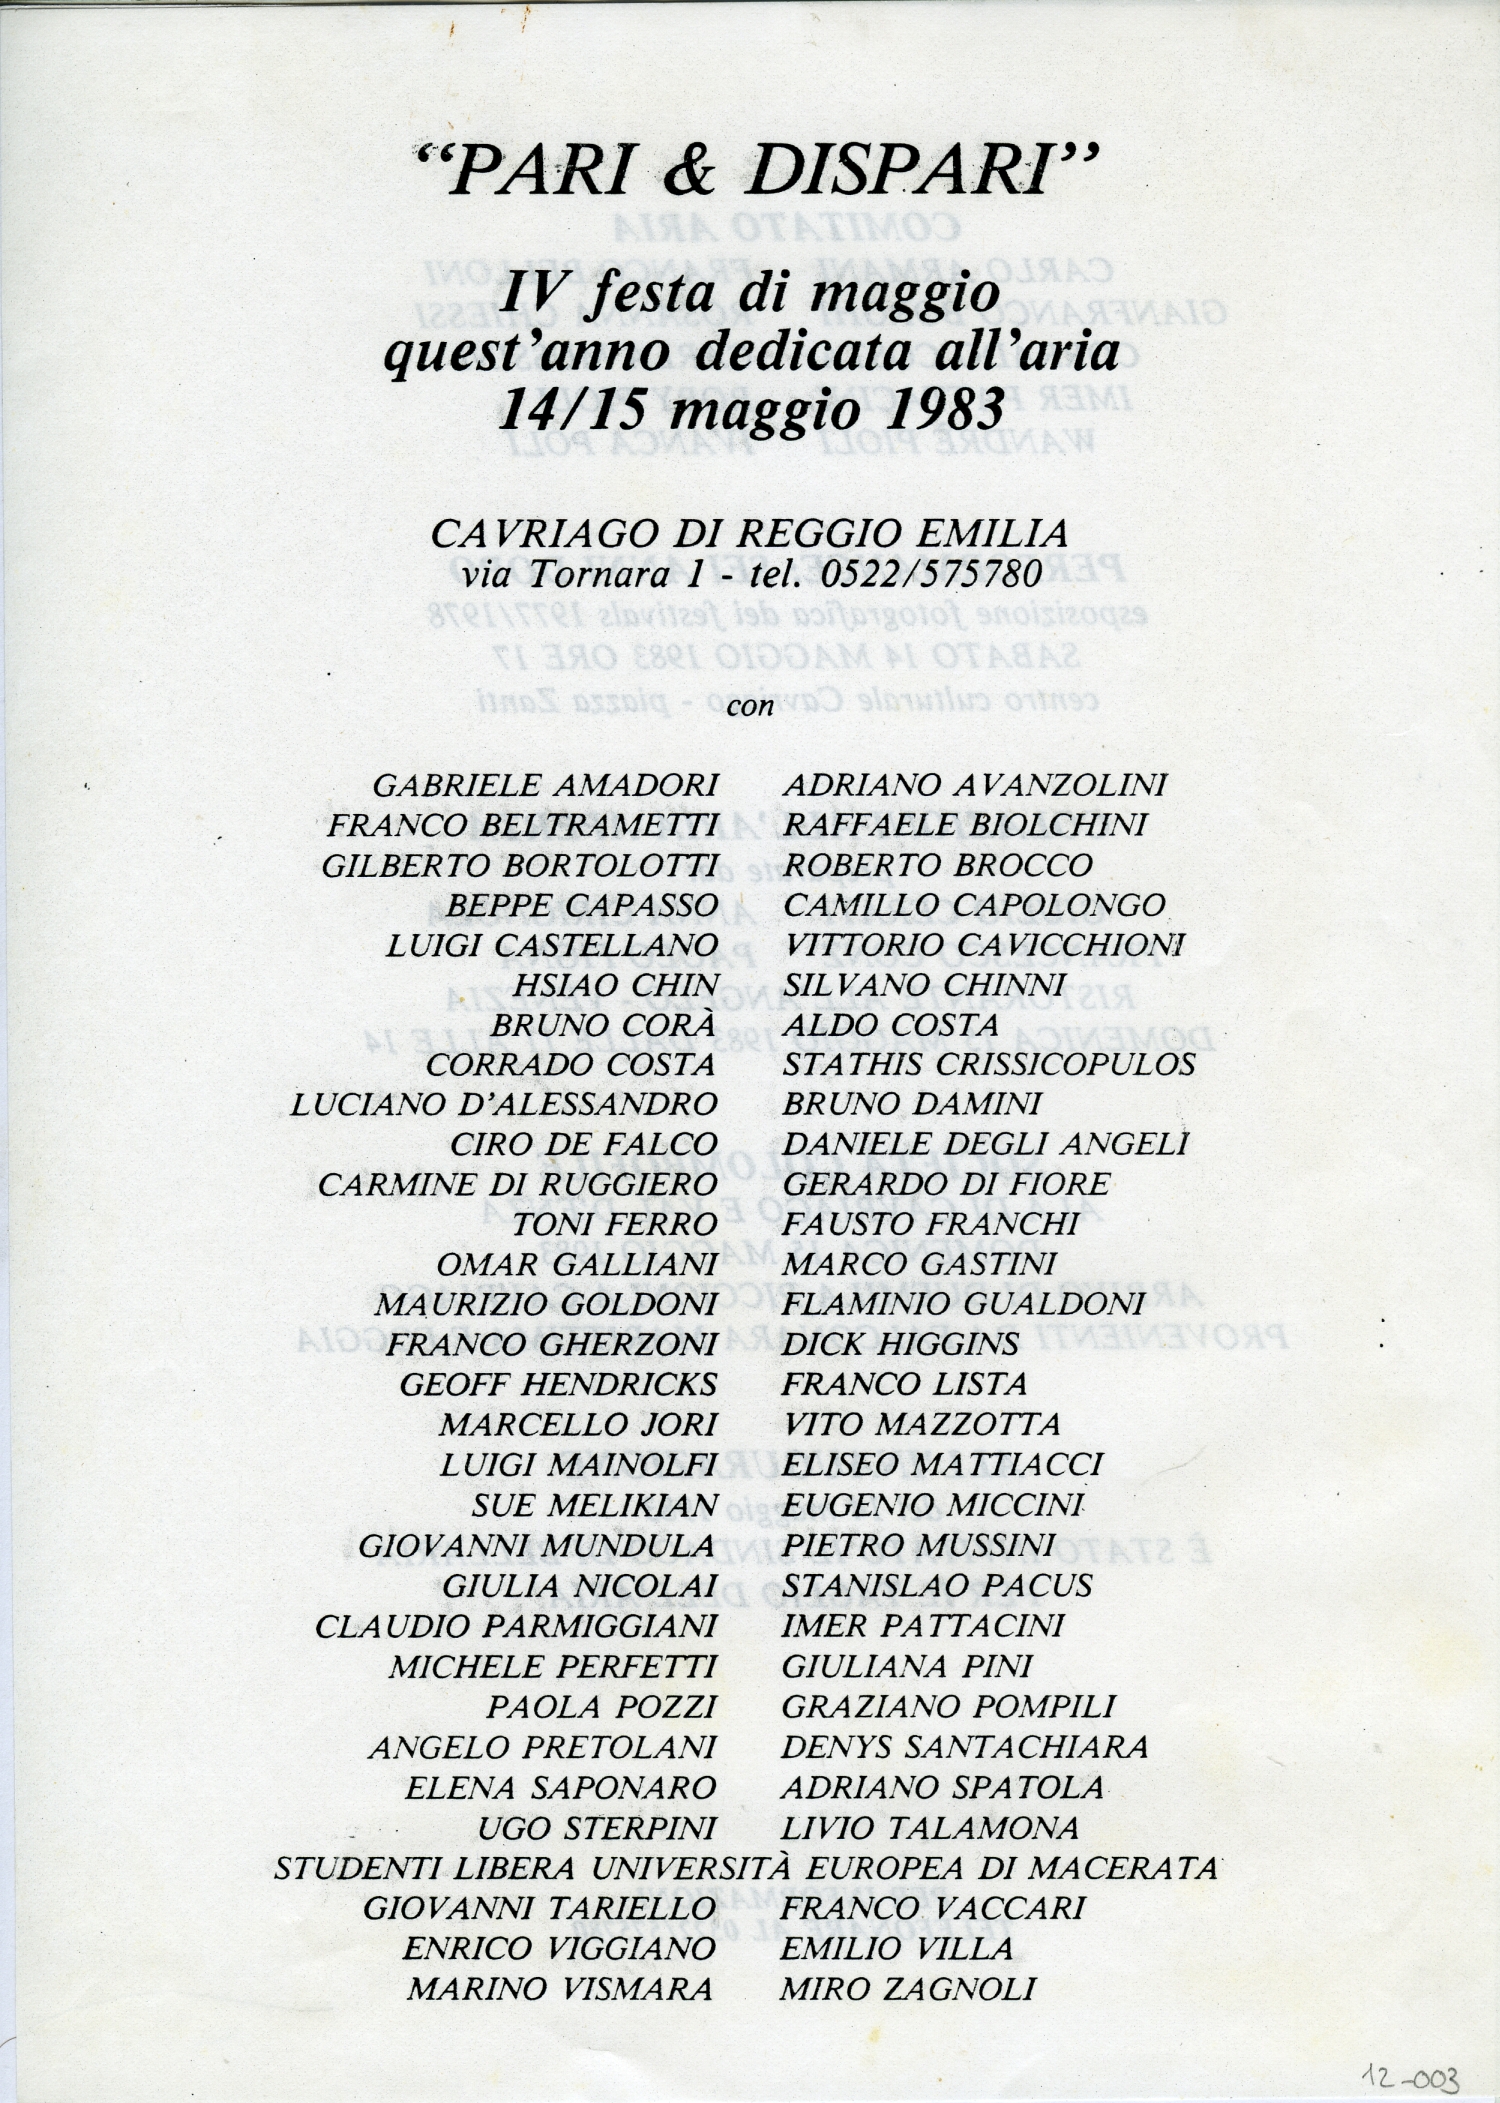 “PARI & DISPARI”
IV festa di maggio
quest’anno dedicata all’aria
14/15 maggio 1983
CAVRIAGO DI REGGIO EMILIA
via Tornara 1 - tel. 0522/575780
con
GABRIELE AMADORI ADRIANO AVANZOLINI
FRANCO BELTRAMETTI RAFFAELE BIOLCHINI
GILBERTO BORTOLOTTI ROBERTO BROCCO
BEPPE CAPASSO CAMILLO CAPOLONGO
LUIGI CASTELLANO VITTORIO CAVICCHIONI
HSIAO CHIN SILVANO CHINNI
BRUNO CORÀ ALDO COSTA
CORRADO COSTA STATHIS CRISSICOPULOS
LUCIANO D’ALESSANDRO BRUNO DAMINI
CIRO DE FALCO DANIELE DEGLI ANGELI
CARMINE DI RUGGIERO GERARDO DI FIORE
TONI FERRO FAUSTO FRANCHI
OMAR GALLIANI MARCO GASTINI
MAURIZIO GOLDONI FLAMINIO GUALDONI
FRANCO GHERZONI DICK HIGGINS
GEOFF HENDRICKS FRANCO LISTA
MARCELLO JORI VITO MAZZOTTA
LUIGI MAINOLFI ELISEO MATTIACCI
SUE MELIKIAN EUGENIO MICCINI
GIOVANNI MUNDULA PIETRO MUSSINI
GIULIA NICOLAI STANISLAO PACUS
CLAUDIO PARMIGGIANI IMER PATTACINI
MICHELE PERFETTI GIULIANA PINI
PAOLA POZZI GRAZIANO POMPILI
ANGELO PRETOLANI DENYS SANTACHIARA
ELENA SAPONARO ADRIANO SPATOLA
UGO STERPINI LIVIO TALAMONA
STUDENTI LIBERA UNIVERSITÀ EUROPEA DI MACERATA
GIOVANNI TARIELLO FRANCO VACCARI
ENRICO VIGGIANO EMILIO VILLA
MARINO VISMARA MIRO ZAGNOLI
12-003